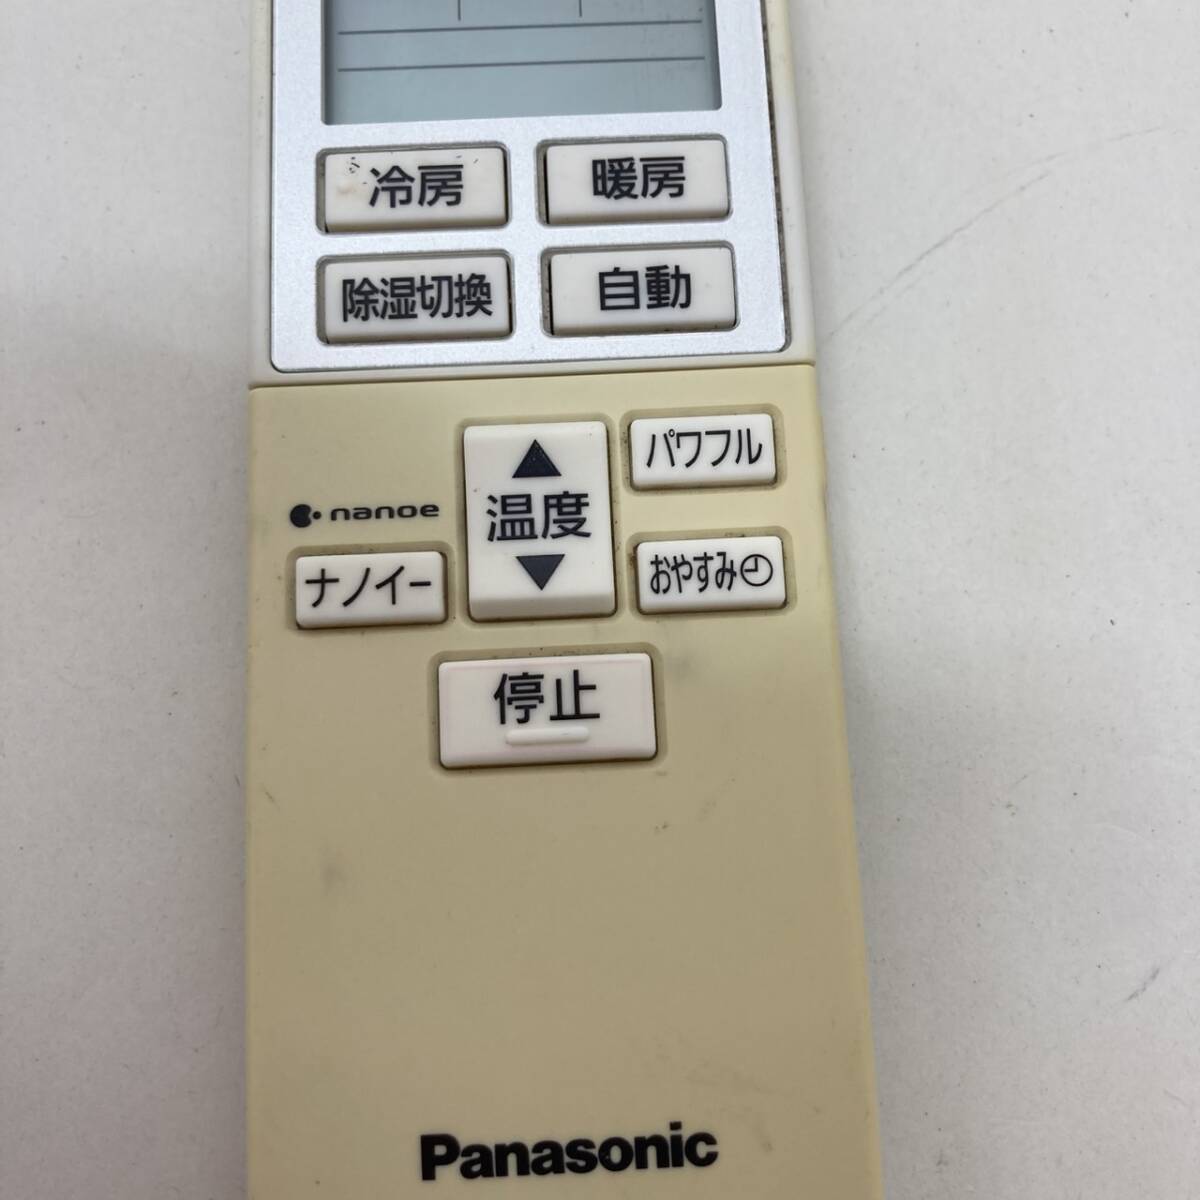 冷房 暖房
除湿切換 自動
パワフル
▲
温度
▼
nanoe
ナノイー
おやすみ
停止
Panasonic